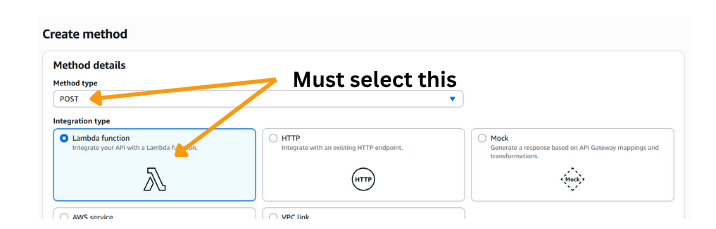 Create method
Method details
Method type
Must select this
POST
Integration type
Lambda function
Integrate your API with a Lambda function.
HTTP
Integrate with an existing HTTP endpoint.
HTTP
Mock
Generate a response based on API Gateway mappings and
transformations.
Mock
AWS service
VPC link